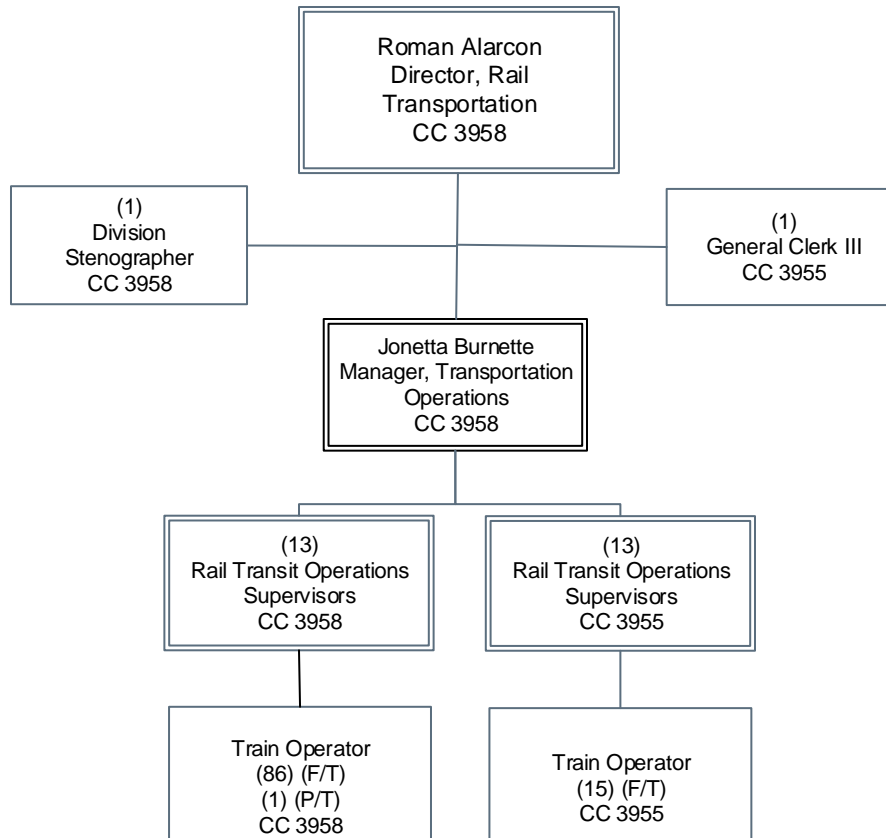 Roman Alarcon
Director, Rail
Transportation
CC 3958
(1)
Division
Stenographer
CC 3958
(1)
General Clerk III
CC 3955
Jonetta Burnette
Manager, Transportation
Operations
CC 3958
(13)
Rail Transit Operations
Supervisors
CC 3958
(13)
Rail Transit Operations
Supervisors
CC 3955
Train Operator
(86) (F/T)
(1) (P/T)
CC 3958
Train Operator
(15) (F/T)
CC 3955